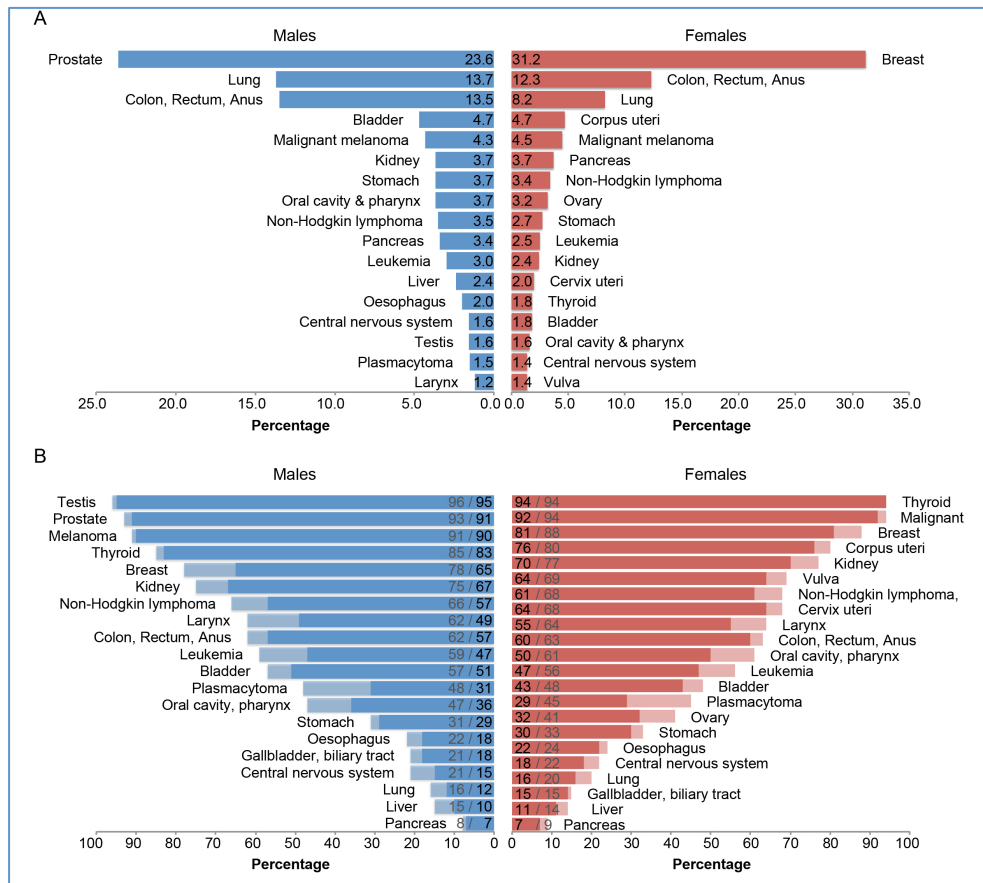 A
Males Females
Prostate 23.6 31.2 Breast
Lung 13.7 12.3 Colon, Rectum, Anus
Colon, Rectum, Anus 13.5 8.2 Lung
Bladder 4.7 4.7 Corpus uteri
Malignant melanoma 4.3 4.5 Malignant melanoma
Kidney 3.7 3.7 Pancreas
Stomach 3.7 3.4 Non-Hodgkin lymphoma
Oral cavity & pharynx 3.7 3.2 Ovary
Non-Hodgkin lymphoma 3.5 2.7 Stomach
Pancreas 3.4 2.5 Leukemia
Leukemia 3.0 2.4 Kidney
Liver 2.4 2.0 Cervix uteri
Oesophagus 2.0 1.8 Thyroid
Central nervous system 1.6 1.8 Bladder
Testis 1.6 1.6 Oral cavity & pharynx
Plasmacytoma 1.5 1.4 Central nervous system
Larynx 1.2 1.4 Vulva
25.0 20.0 15.0 10.0 5.0 0.0 0.0 5.0 10.0 15.0 20.0 25.0 30.0 35.0
Percentage Percentage
B
Males Females
Testis 96 / 95 94 / 94 Thyroid
Prostate 93 / 91 92 / 94 Malignant
Melanoma 91 / 90 81 / 88 Breast
Thyroid 85 / 83 76 / 80 Corpus uteri
Breast 78 / 65 70 / 77 Kidney
Kidney 75 / 67 64 / 69 Vulva
Non-Hodgkin lymphoma 66 / 57 61 / 68 Non-Hodgkin lymphoma,
Larynx 62 / 49 64 / 68 Cervix uteri
Colon, Rectum, Anus 62 / 57 55 / 64 Larynx
Leukemia 59 / 47 60 / 63 Colon, Rectum, Anus
Bladder 57 / 51 50 / 61 Oral cavity, pharynx
Plasmacytoma 48 / 31 47 / 56 Leukemia
Oral cavity, pharynx 47 / 36 43 / 48 Bladder
Stomach 31 / 29 29 / 45 Plasmacytoma
Oesophagus 22 / 18 32 / 41 Ovary
Gallbladder, biliary tract 21 / 18 30 / 33 Stomach
Central nervous system 21 / 15 22 / 24 Oesophagus
Lung 16 / 12 18 / 22 Central nervous system
Liver 15 / 10 16 / 20 Lung
Pancreas 8 / 7 15 / 15 Gallbladder, biliary tract
11 / 14 Liver
7 / 9 Pancreas
100 90 80 70 60 50 40 30 20 10 0 0 10 20 30 40 50 60 70 80 90 100
Percentage Percentage